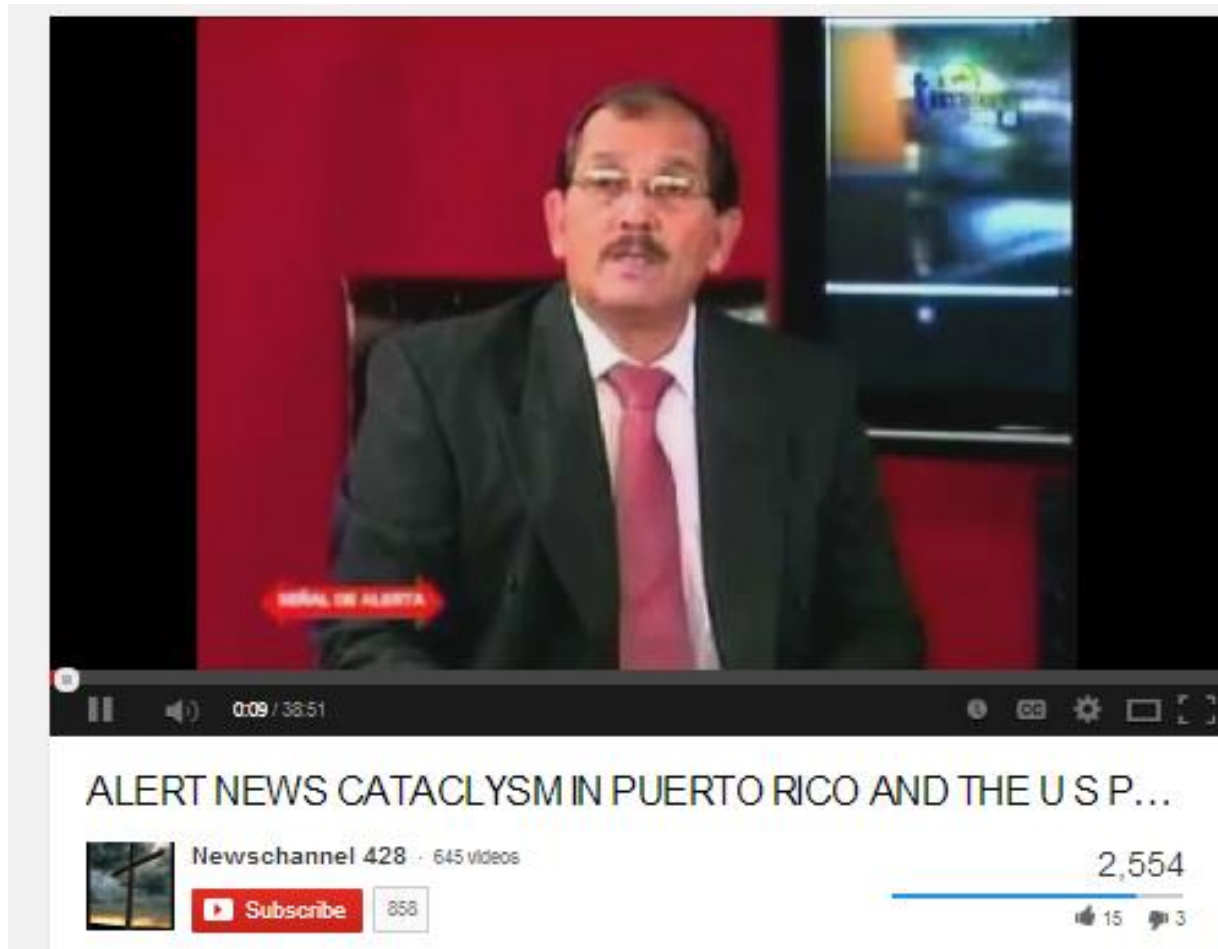 SEÑAL DE ALERTA
0:09 / 38:51
CC
ALERT NEWS CATACLYSM IN PUERTO RICO AND THE U S P...
Newschannel 428 · 645 videos
2,554
Subscribe 858
15 3